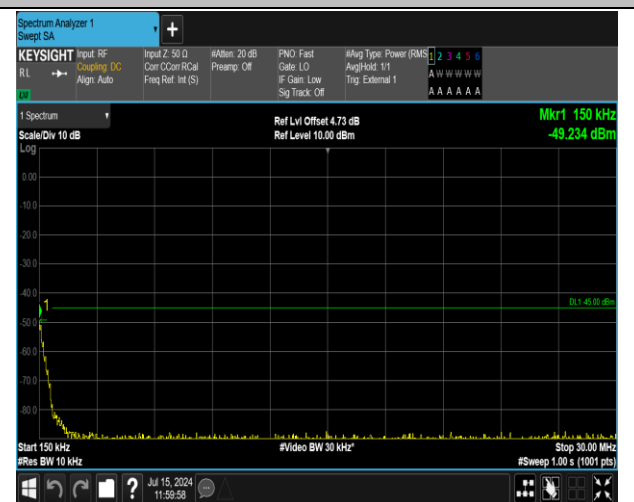 Spectrum Analyzer 1
Swept SA
+
KEYSIGHT Input: RF Input Z: 50 Ω #Atten: 20 dB PNO: Fast #Avg Type: Power (RMS 1 2 3 4 5 6
RL Coupling: DC Corr CCorr RCal Preamp: Off Gate: LO Avg|Hold: 1/1 A W W W W W
Align: Auto Freq Ref: Int (S) IF Gain: Low Trig: External 1
Sig Track: Off A A A A A A
1 Spectrum Ref Lvl Offset 4.73 dB Mkr1 150 kHz
Scale/Div 10 dB Ref Level 10.00 dBm -49.234 dBm
Log
0.00
-10.0
-20.0
-30.0
-40.0
1 DL1 -45.00 dBm
-50.0
-60.0
-70.0
-80.0
Start 150 kHz #Video BW 30 kHz* Stop 30.00 MHz
#Res BW 10 kHz #Sweep 1.00 s (1001 pts)
? Jul 15, 2024
11:59:58